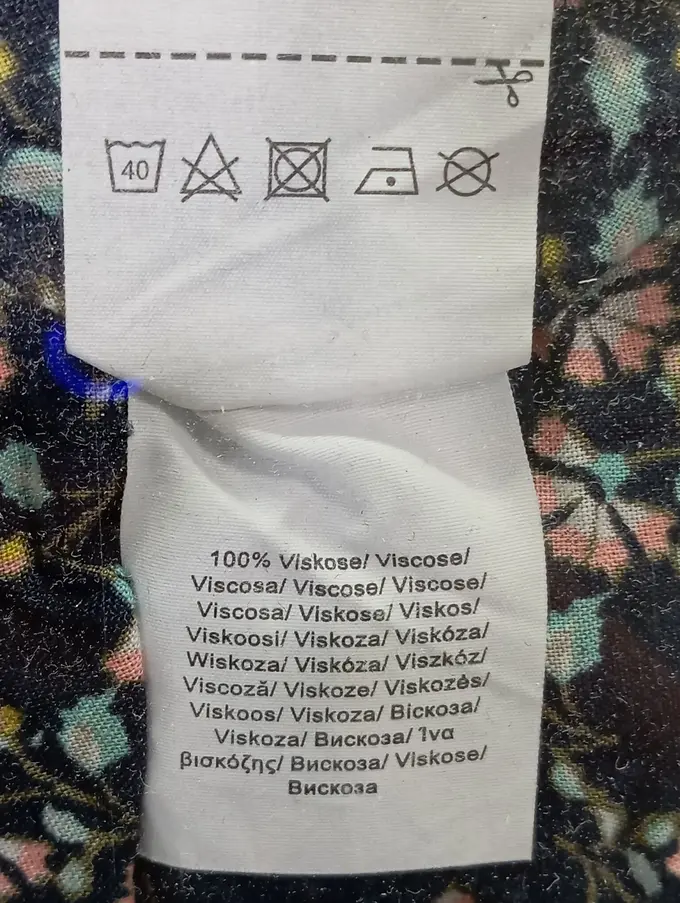 40
100% Viskose/ Viscose/
Viscosa/ Viscose/ Viscose/
Viscosa/ Viskose/ Viskos/
Viskoosi/ Viskoza/ Viskóza/
Wiskoza/ Viskóza/ Viszkóz/
Viscoză/ Viskoze/ Viskozės/
Viskoos/ Viskoza/ Віскоза/
Viskoza/ Вискоза/ Ίνα
βισκόζης/ Вискоза/ Viskose/
Вискоза